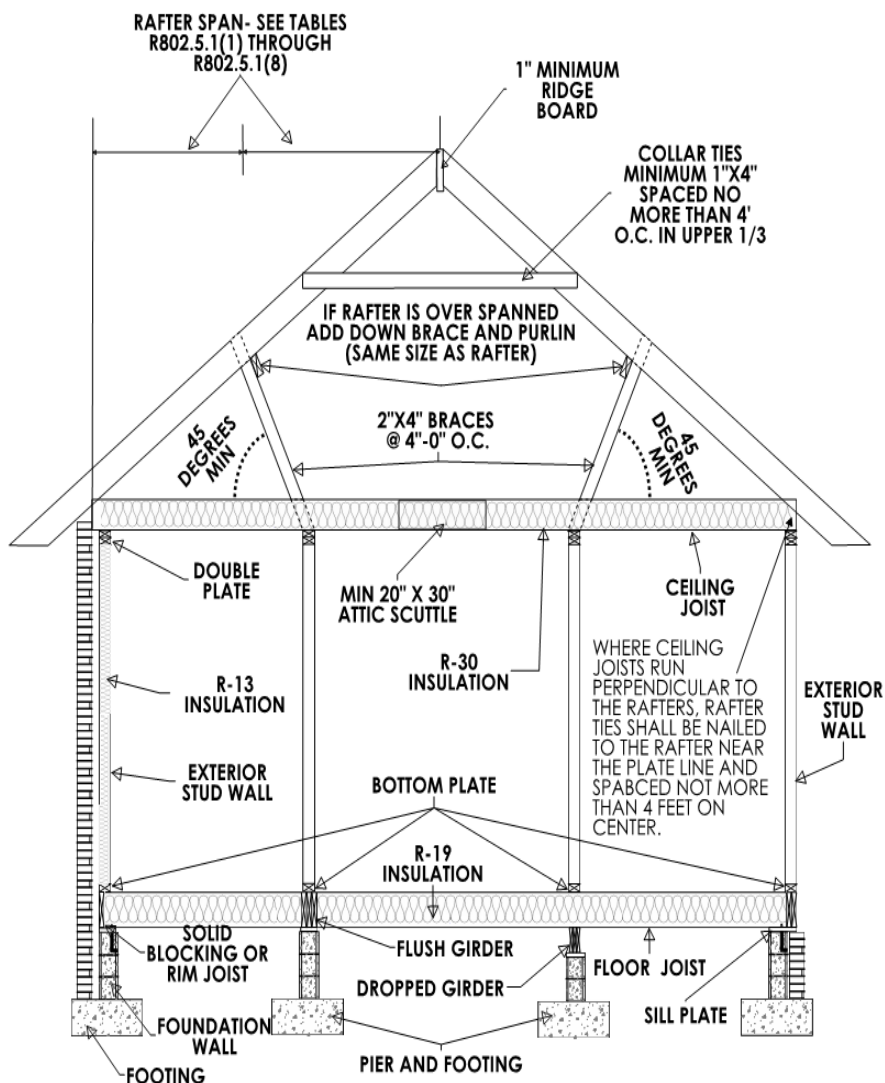 RAFTER SPAN- SEE TABLES
R802.5.1(1) THROUGH
R802.5.1(8)
1" MINIMUM
RIDGE
BOARD
COLLAR TIES
MINIMUM 1"X4"
SPACED NO
MORE THAN 4'
O.C. IN UPPER 1/3
IF RAFTER IS OVER SPANNED
ADD DOWN BRACE AND PURLIN
(SAME SIZE AS RAFTER)
45
DEGREES
MIN
2"X4" BRACES
@ 4"-0" O.C.
45
DEGREES
MIN
DOUBLE
PLATE
MIN 20" X 30"
ATTIC SCUTTLE
CEILING
JOIST
R-13
INSULATION
R-30
INSULATION
WHERE CEILING
JOISTS RUN
PERPENDICULAR TO
THE RAFTERS, RAFTER
TIES SHALL BE NAILED
TO THE RAFTER NEAR
THE PLATE LINE AND
SPABCED NOT MORE
THAN 4 FEET ON
CENTER.
EXTERIOR
STUD
WALL
EXTERIOR
STUD WALL
BOTTOM PLATE
R-19
INSULATION
SOLID
BLOCKING OR
RIM JOIST
FLUSH GIRDER
DROPPED GIRDER
FLOOR JOIST
SILL PLATE
FOUNDATION
WALL
FOOTING
PIER AND FOOTING